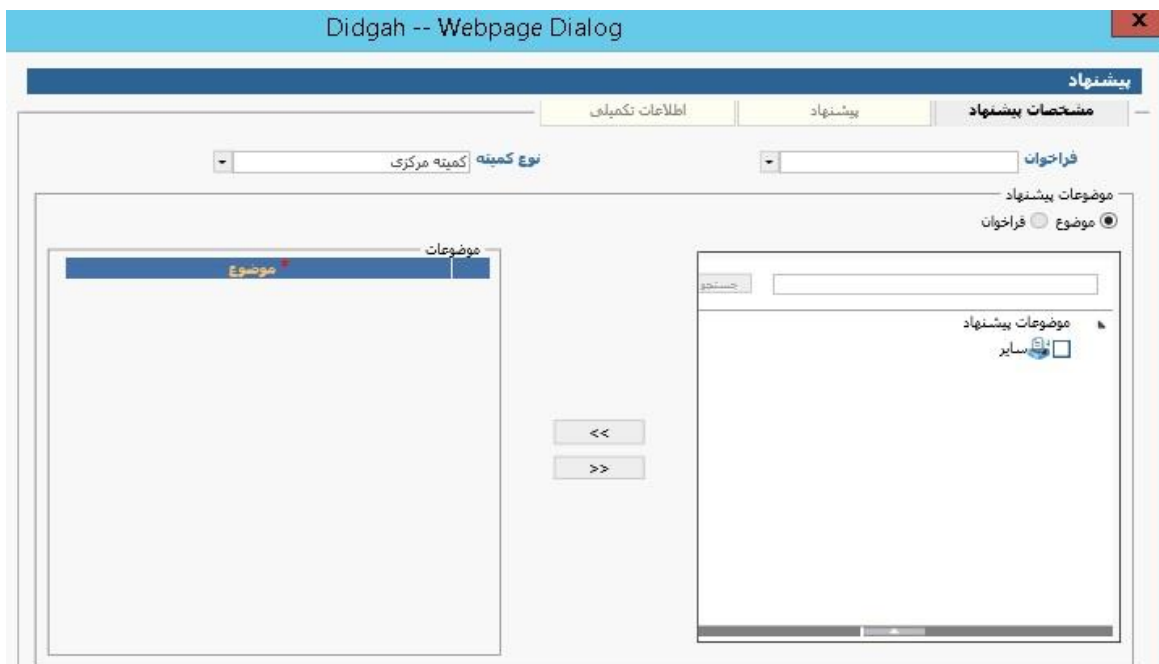 Didgah -- Webpage Dialog
x
پیشنهاد
مشخصات پیشنهاد
پیشنهاد
اطلاعات تکمیلی
فراخوان
نوع کمیته کمیته مرکزی
موضوعات پیشنهاد
موضوع فراخوان
موضوعات
* موضوع
جستجو
موضوعات پیشنهاد
سایر
<<
>>